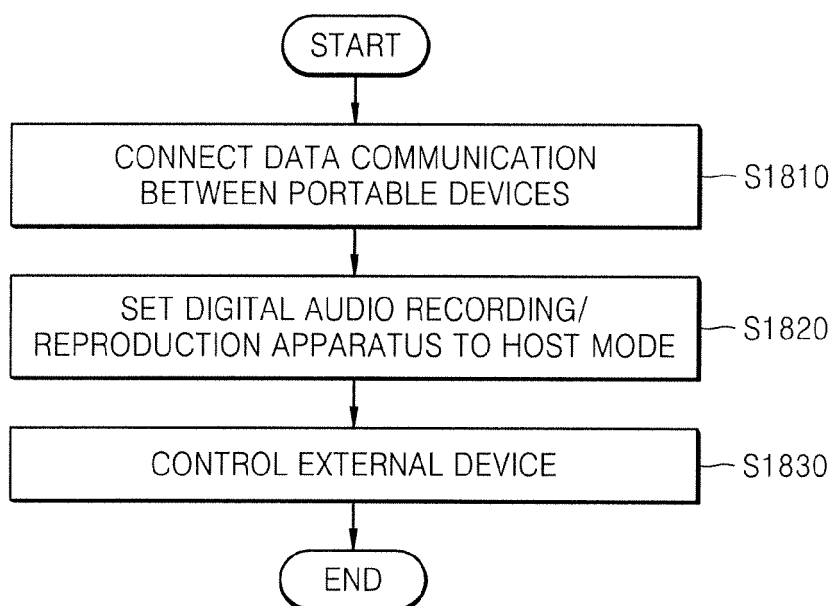 START
CONNECT DATA COMMUNICATION
BETWEEN PORTABLE DEVICES
S1810
SET DIGITAL AUDIO RECORDING/
REPRODUCTION APPARATUS TO HOST MODE
S1820
CONTROL EXTERNAL DEVICE
S1830
END